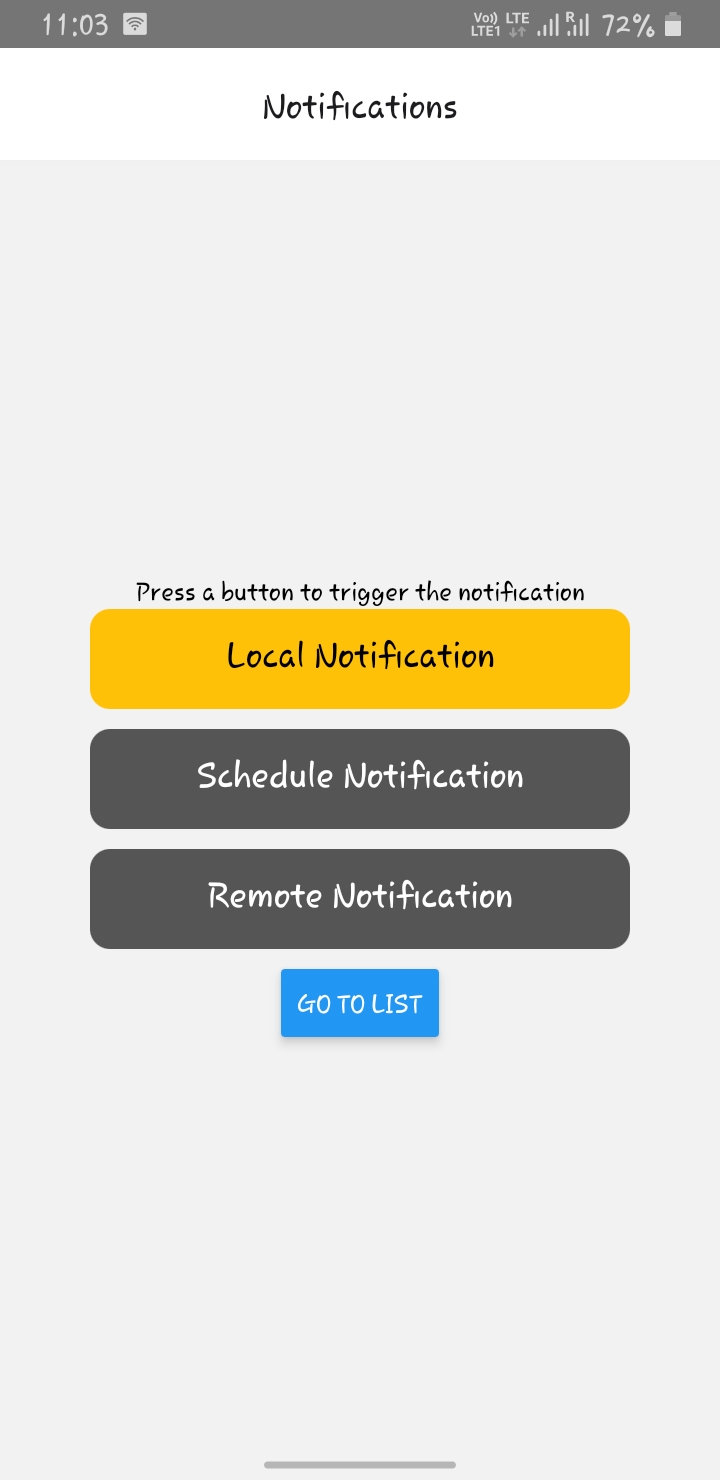 11:03 Vo)) LTE R 72%
LTE1
Notifications
Press a button to trigger the notification
Local Notification
Schedule Notification
Remote Notification
GO TO LIST